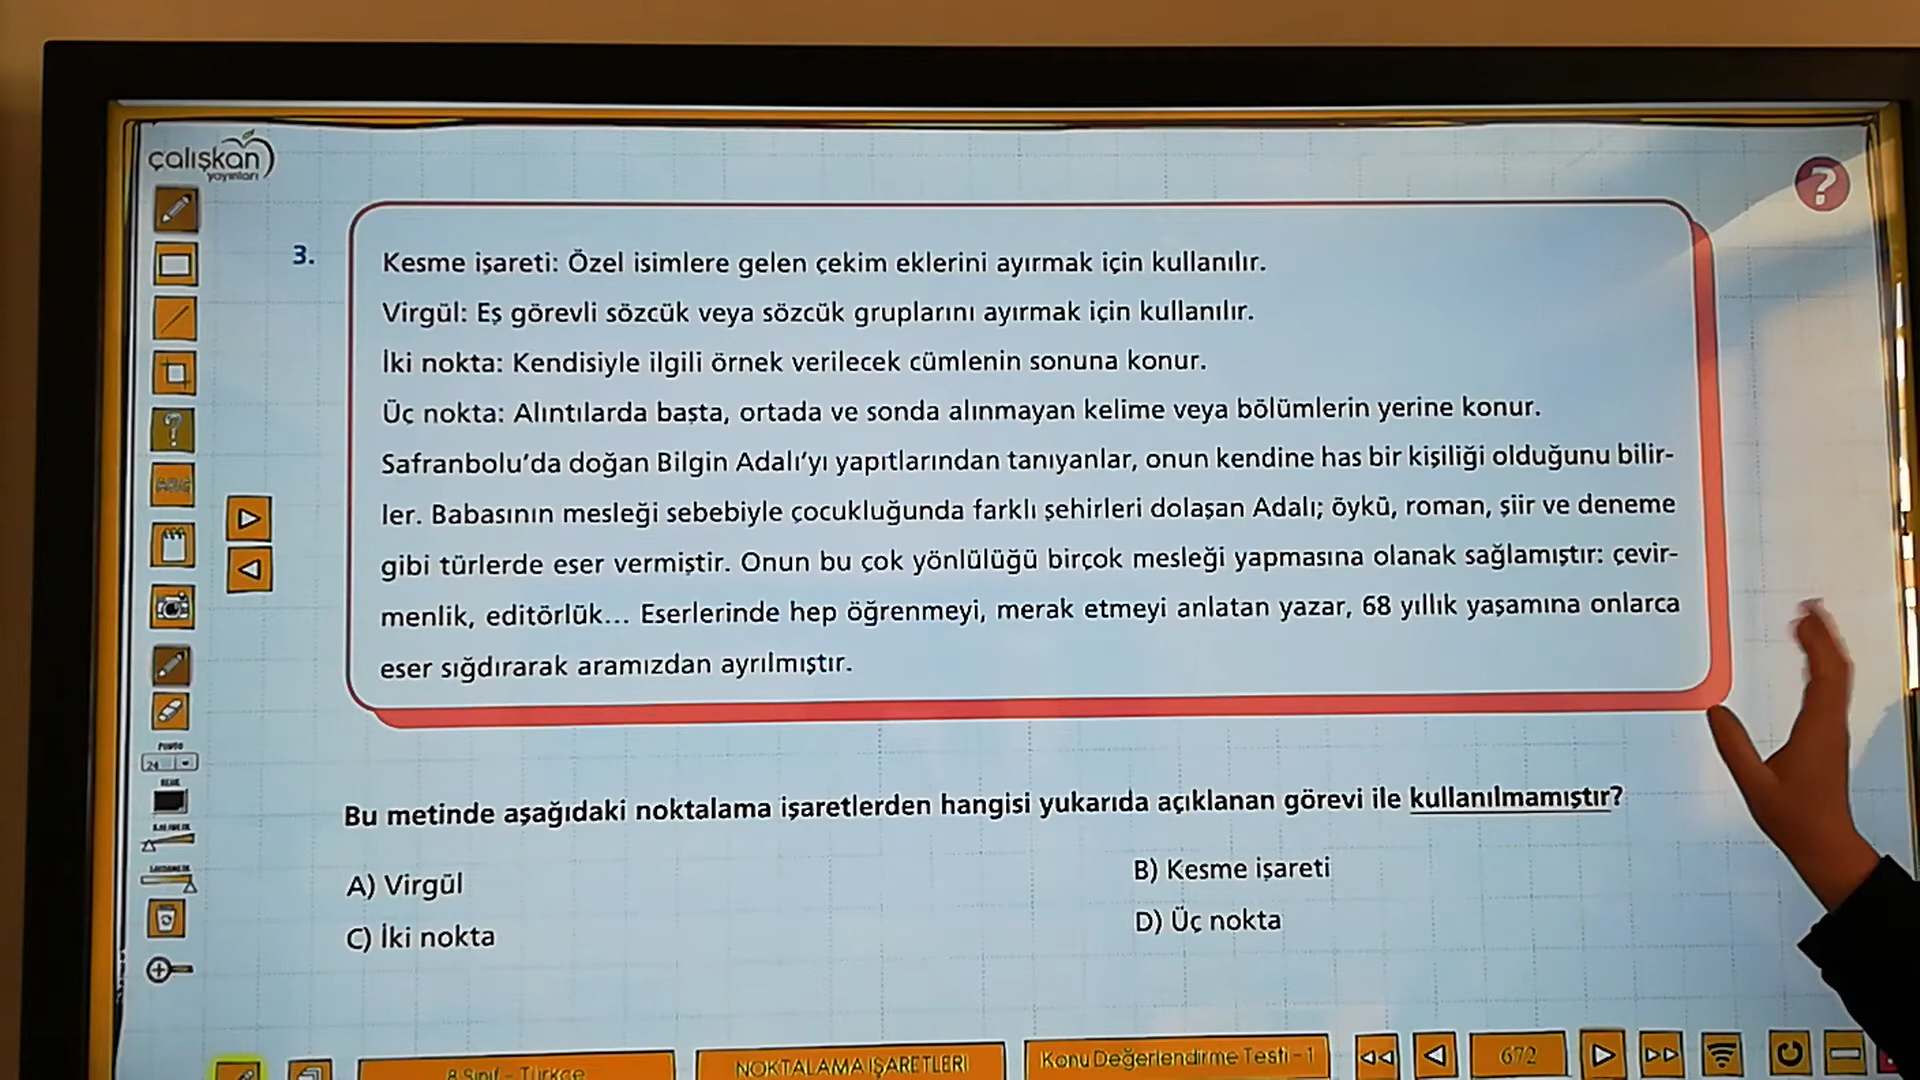 çalışkan
yayınları
3.
Kesme işareti: Özel isimlere gelen çekim eklerini ayırmak için kullanılır.
Virgül: Eş görevli sözcük veya sözcük gruplarını ayırmak için kullanılır.
İki nokta: Kendisiyle ilgili örnek verilecek cümlenin sonuna konur.
Üç nokta: Alıntılarda başta, ortada ve sonda alınmayan kelime veya bölümlerin yerine konur.
Safranbolu'da doğan Bilgin Adalı'yı yapıtlarından tanıyanlar, onun kendine has bir kişiliği olduğunu bilir-
ler. Babasının mesleği sebebiyle çocukluğunda farklı şehirleri dolaşan Adalı; öykü, roman, şiir ve deneme
gibi türlerde eser vermiştir. Onun bu çok yönlülüğü birçok mesleği yapmasına olanak sağlamıştır: çevir-
menlik, editörlük... Eserlerinde hep öğrenmeyi, merak etmeyi anlatan yazar, 68 yıllık yaşamına onlarca
eser sığdırarak aramızdan ayrılmıştır.
Bu metinde aşağıdaki noktalama işaretlerden hangisi yukarıda açıklanan görevi ile kullanılmamıştır?
A) Virgül
B) Kesme işareti
C) İki nokta
D) Üç nokta
24
8.Sınıf - Türkçe
NOKTALAMA İŞARETLERİ
Konu Değerlendirme Testi - 1
672